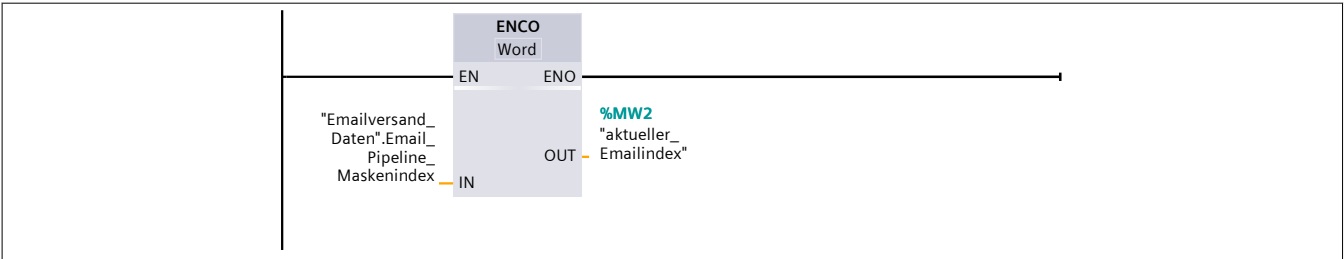 ENCO
Word
EN ENO
"Emailversand_
Daten".Email_
Pipeline_
Maskenindex
IN
%MW2
"aktueller_
Emailindex"
OUT